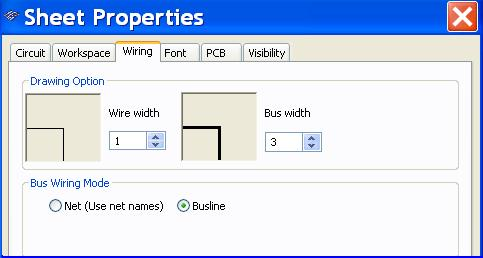 Sheet Properties
Circuit Workspace Wiring Font PCB Visibility
Drawing Option
Wire width Bus width
1 3
Bus Wiring Mode
Net (Use net names) Busline